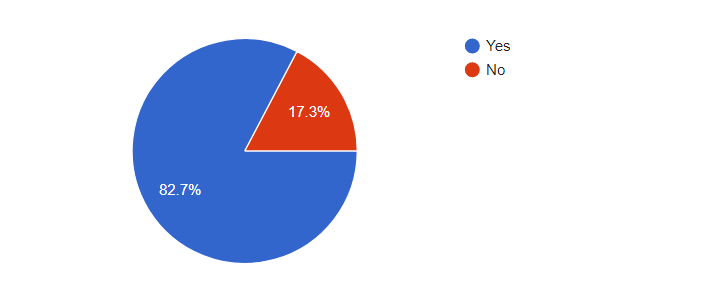 Yes
No
17.3%
82.7%